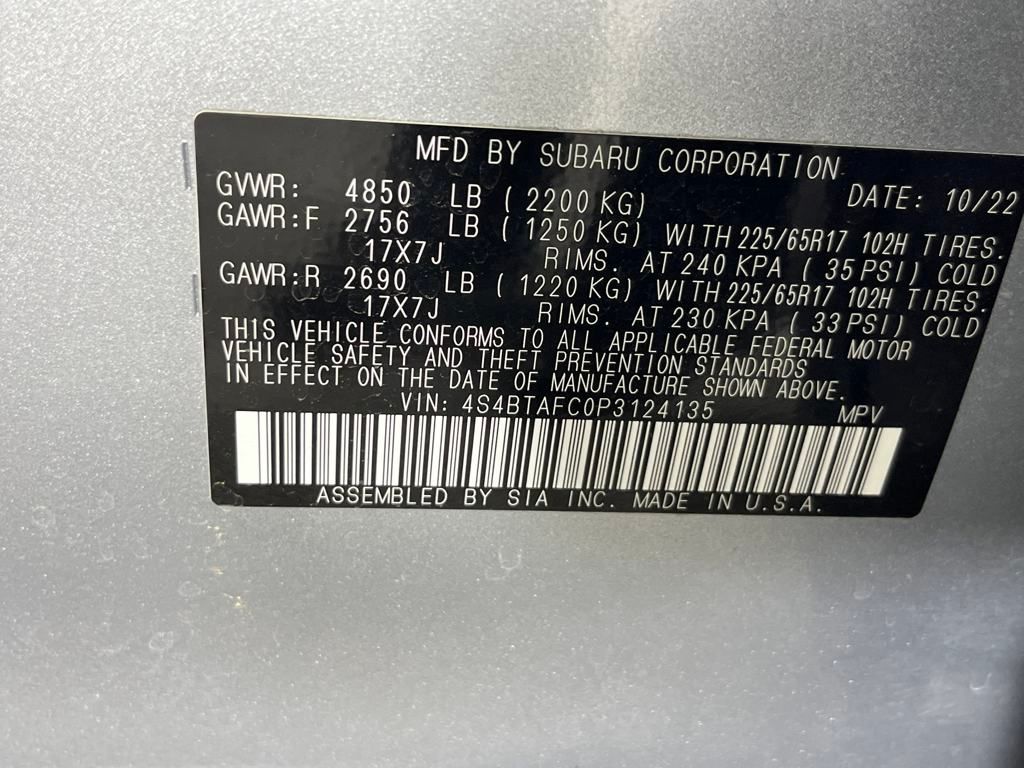 MFD BY SUBARU CORPORATION
GVWR: 4850 LB (2200 KG) DATE: 10/22
GAWR:F 2756 LB (1250 KG) WITH 225/65R17 102H TIRES.
17X7J RIMS. AT 240 KPA (35 PSI) COLD
GAWR:R 2690 LB (1220 KG) WITH 225/65R17 102H TIRES.
17X7J RIMS. AT 230 KPA (33 PSI) COLD
THIS VEHICLE CONFORMS TO ALL APPLICABLE FEDERAL MOTOR
VEHICLE SAFETY AND THEFT PREVENTION STANDARDS
IN EFFECT ON THE DATE OF MANUFACTURE SHOWN ABOVE.
VIN: 4S4BTAFC0P3124135 MPV
ASSEMBLED BY SIA INC. MADE IN U.S.A.